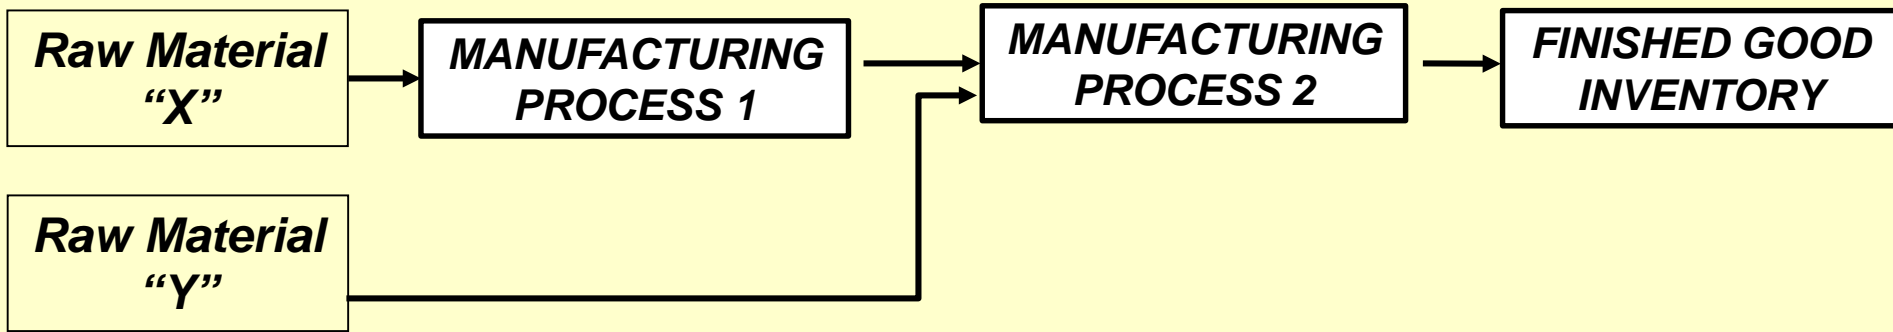 Raw Material
“X”
MANUFACTURING
PROCESS 1
MANUFACTURING
PROCESS 2
FINISHED GOOD
INVENTORY
Raw Material
“Y”